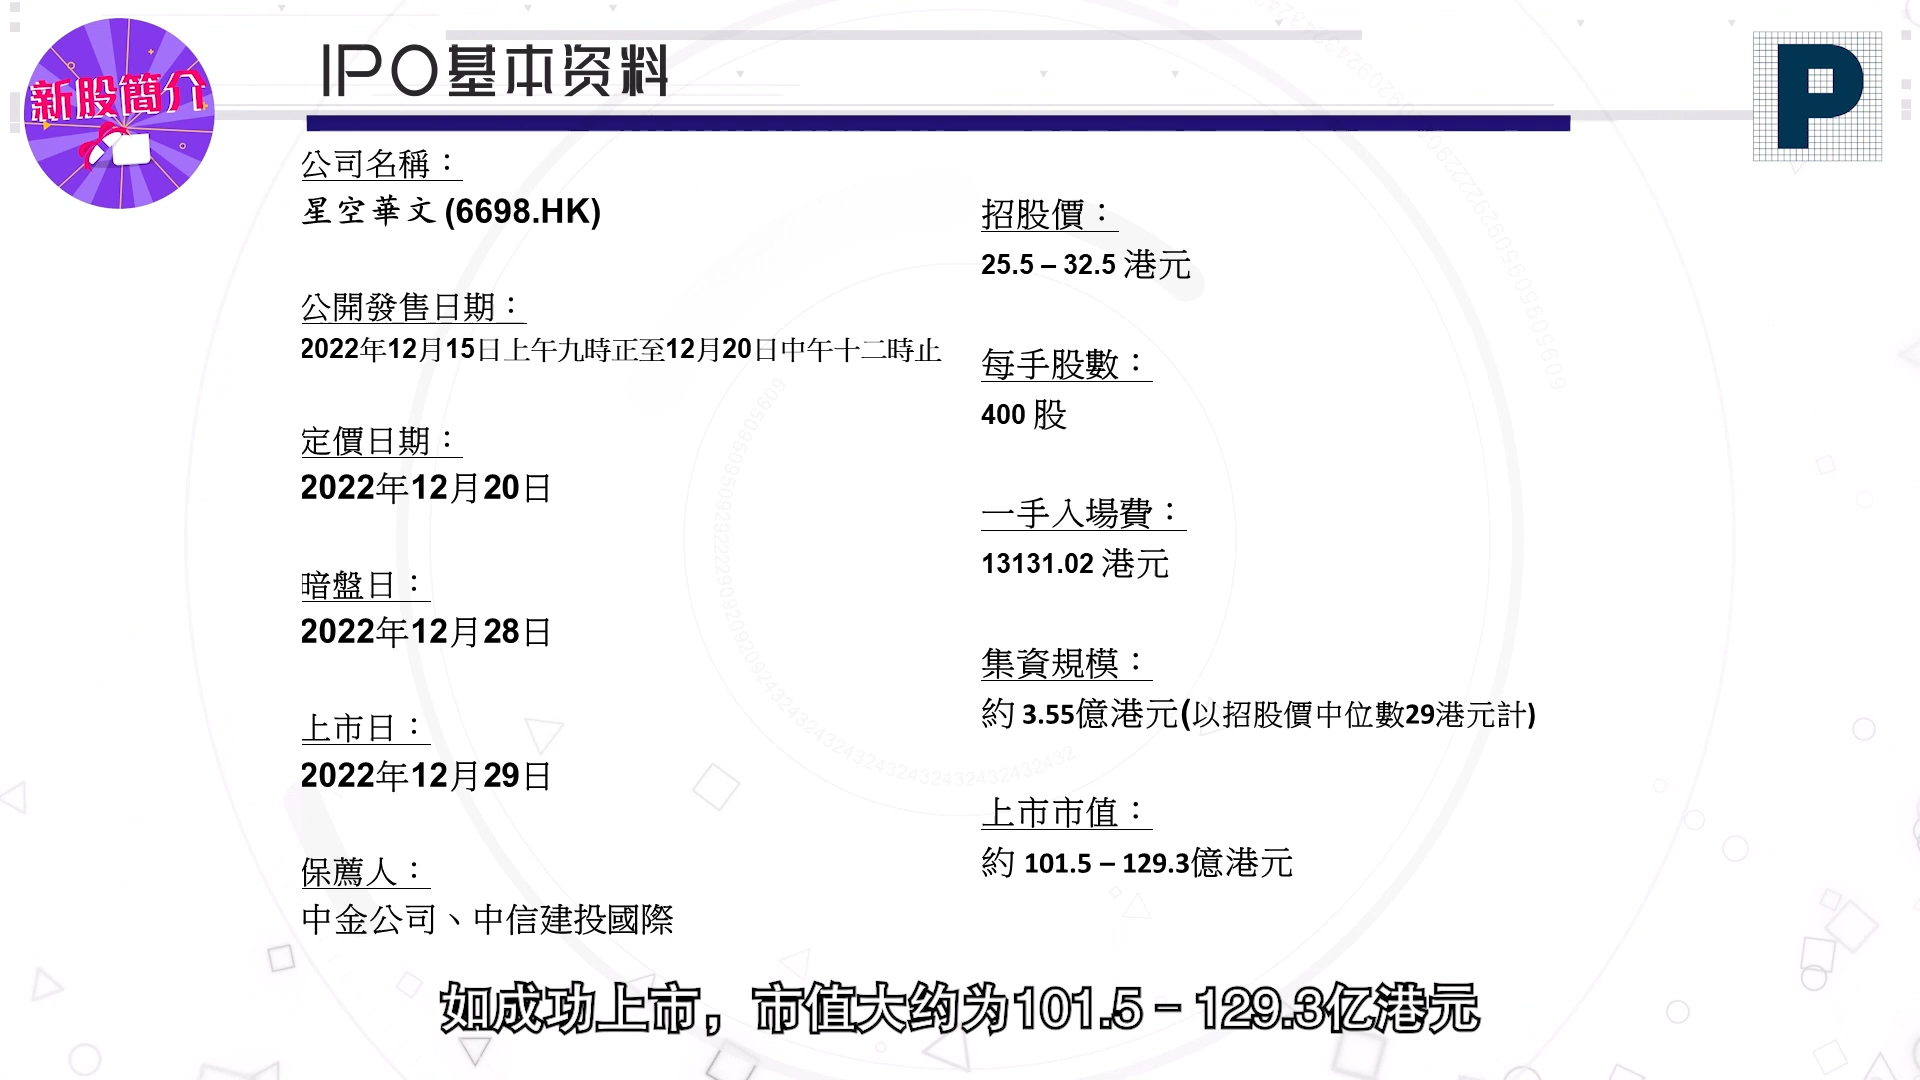 新股簡介
IPO基本资料
P
公司名稱：
星空華文 (6698.HK)
公開發售日期：
2022年12月15日上午九時正至12月20日中午十二時止
定價日期：
2022年12月20日
暗盤日：
2022年12月28日
上市日：
2022年12月29日
保薦人：
中金公司、中信建投國際
招股價：
25.5 – 32.5 港元
每手股數：
400 股
一手入場費：
13131.02 港元
集資規模：
約 3.55億港元(以招股價中位數29港元計)
上市市值：
約 101.5 – 129.3億港元
如成功上市，市值大约为101.5－129.3亿港元